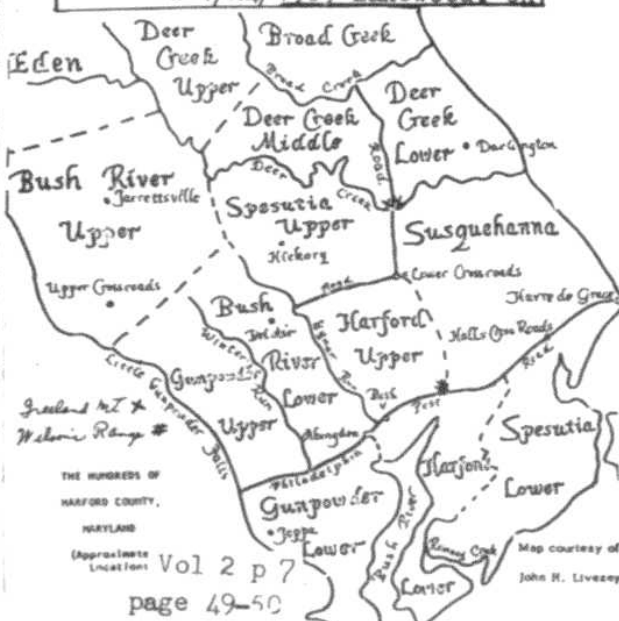 Deer
Creek
Upper
Broad Creek
Eden
Broad Creek
Deer
Creek
Lower
Darlington
Deer Creek
Middle
Road
Deer Creek
Bush River
Jarrettsville
Upper
Spesutia
Upper
Hickory
Susquehanna
Upper Crossroads
Road
Lower Crossroads
Havre de Grace
Bush
Bel Air
River
Lower
Winters Run
Harford
Upper
Halls Cross Roads
Road
Gunpowder
Upper
Little Gunpowder Falls
Bush
Post
Abingdon
Philadelphia
Spesutia
Lower
Harford
Lower
Gunpowder
Lower
Joppa
Bush River
Romney Creek
Freeland Mt X
Wilson's Range #
THE HUNDREDS OF
HARFORD COUNTY,
MARYLAND
(Approximate
Location)
Vol 2 p 7
page 49-50
Map courtesy of
John H. Livezey